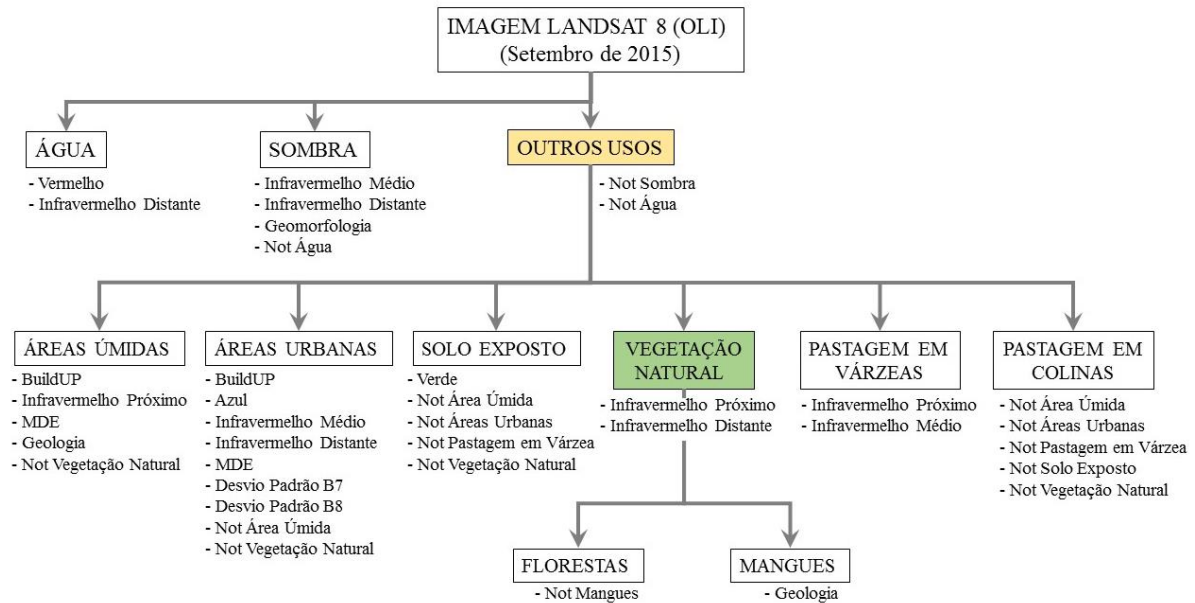 IMAGEM LANDSAT 8 (OLI)
(Setembro de 2015)
ÁGUA
- Vermelho
- Infravermelho Distante
SOMBRA
- Infravermelho Médio
- Infravermelho Distante
- Geomorfologia
- Not Água
OUTROS USOS
- Not Sombra
- Not Água
ÁREAS ÚMIDAS
- BuildUP
- Infravermelho Próximo
- MDE
- Geologia
- Not Vegetação Natural
ÁREAS URBANAS
- BuildUP
- Azul
- Infravermelho Médio
- Infravermelho Distante
- MDE
- Desvio Padrão B7
- Desvio Padrão B8
- Not Área Úmida
- Not Vegetação Natural
SOLO EXPOSTO
- Verde
- Not Área Úmida
- Not Áreas Urbanas
- Not Pastagem em Várzea
- Not Vegetação Natural
VEGETAÇÃO
NATURAL
- Infravermelho Próximo
- Infravermelho Distante
PASTAGEM EM
VÁRZEAS
- Infravermelho Próximo
- Infravermelho Médio
PASTAGEM EM
COLINAS
- Not Área Úmida
- Not Áreas Urbanas
- Not Pastagem em Várzea
- Not Solo Exposto
- Not Vegetação Natural
FLORESTAS
- Not Mangues
MANGUES
- Geologia